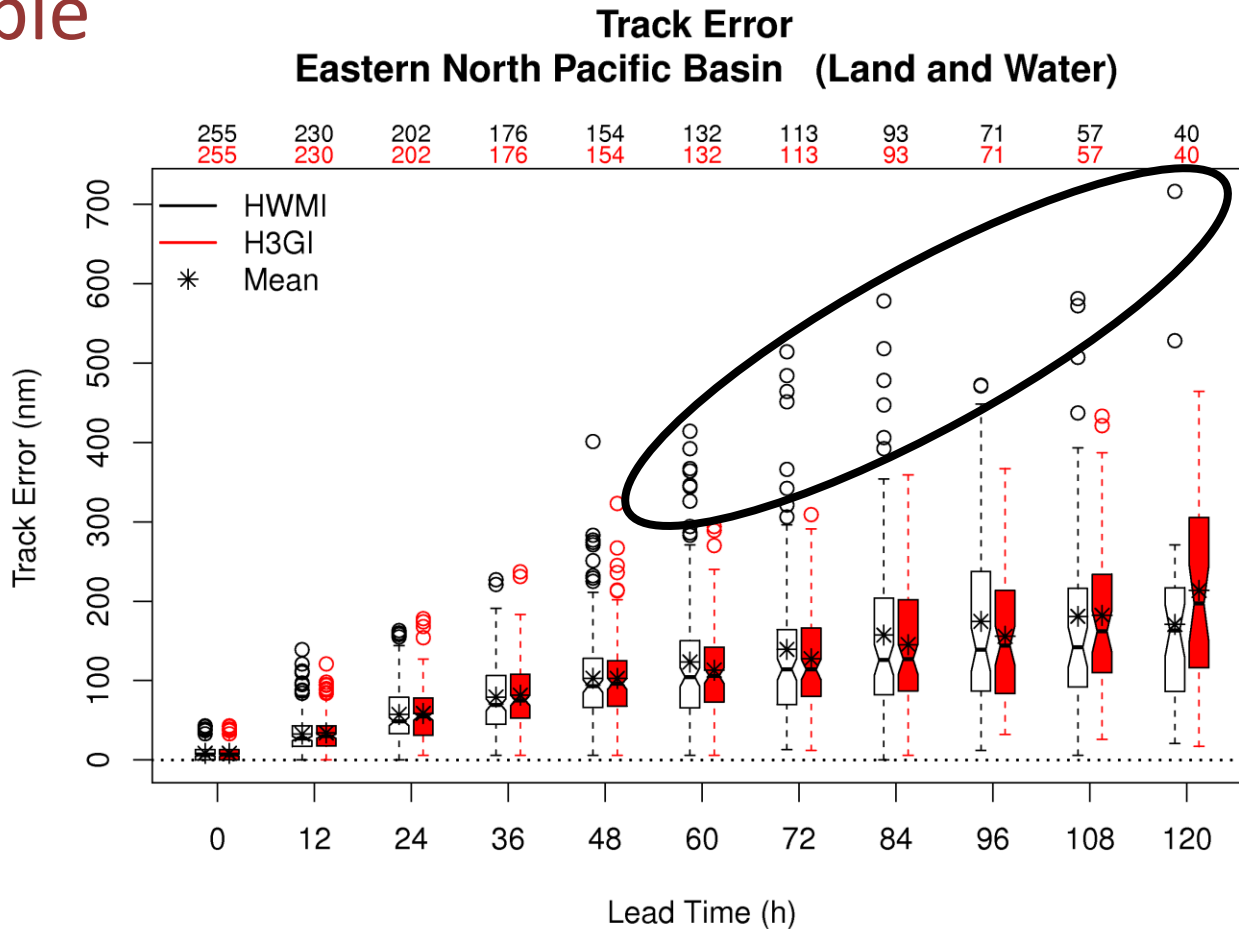 Track Error
Eastern North Pacific Basin (Land and Water)
255 230 202 176 154 132 113 93 71 57 40
255 230 202 176 154 132 113 93 71 57 40
HWMI
H3GI
Mean
Track Error (nm)
700
600
500
400
300
200
100
0
0 12 24 36 48 60 72 84 96 108 120
Lead Time (h)